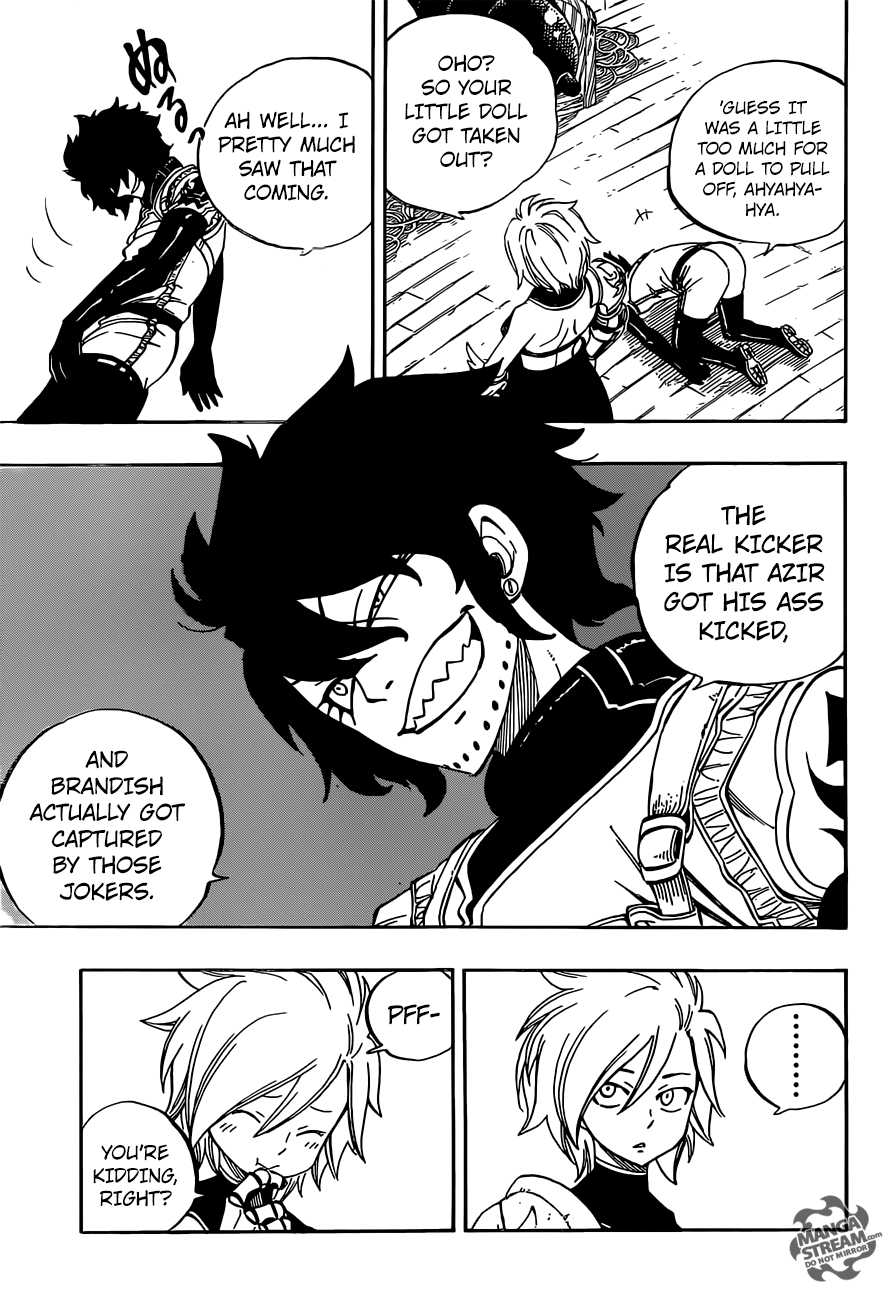 OHO?
SO YOUR
LITTLE DOLL
GOT TAKEN
OUT?
'GUESS IT
WAS A LITTLE
TOO MUCH FOR
A DOLL TO PULL
OFF, AHYAHYA-
HYA.
AH WELL... I
PRETTY MUCH
SAW THAT
COMING.
ぬるっ
THE
REAL KICKER
IS THAT AZIR
GOT HIS ASS
KICKED,
AND
BRANDISH
ACTUALLY GOT
CAPTURED
BY THOSE
JOKERS.
........
PFF-
YOU'RE
KIDDING,
RIGHT?
MANGA
STREAM.com
DO NOT MIRROR